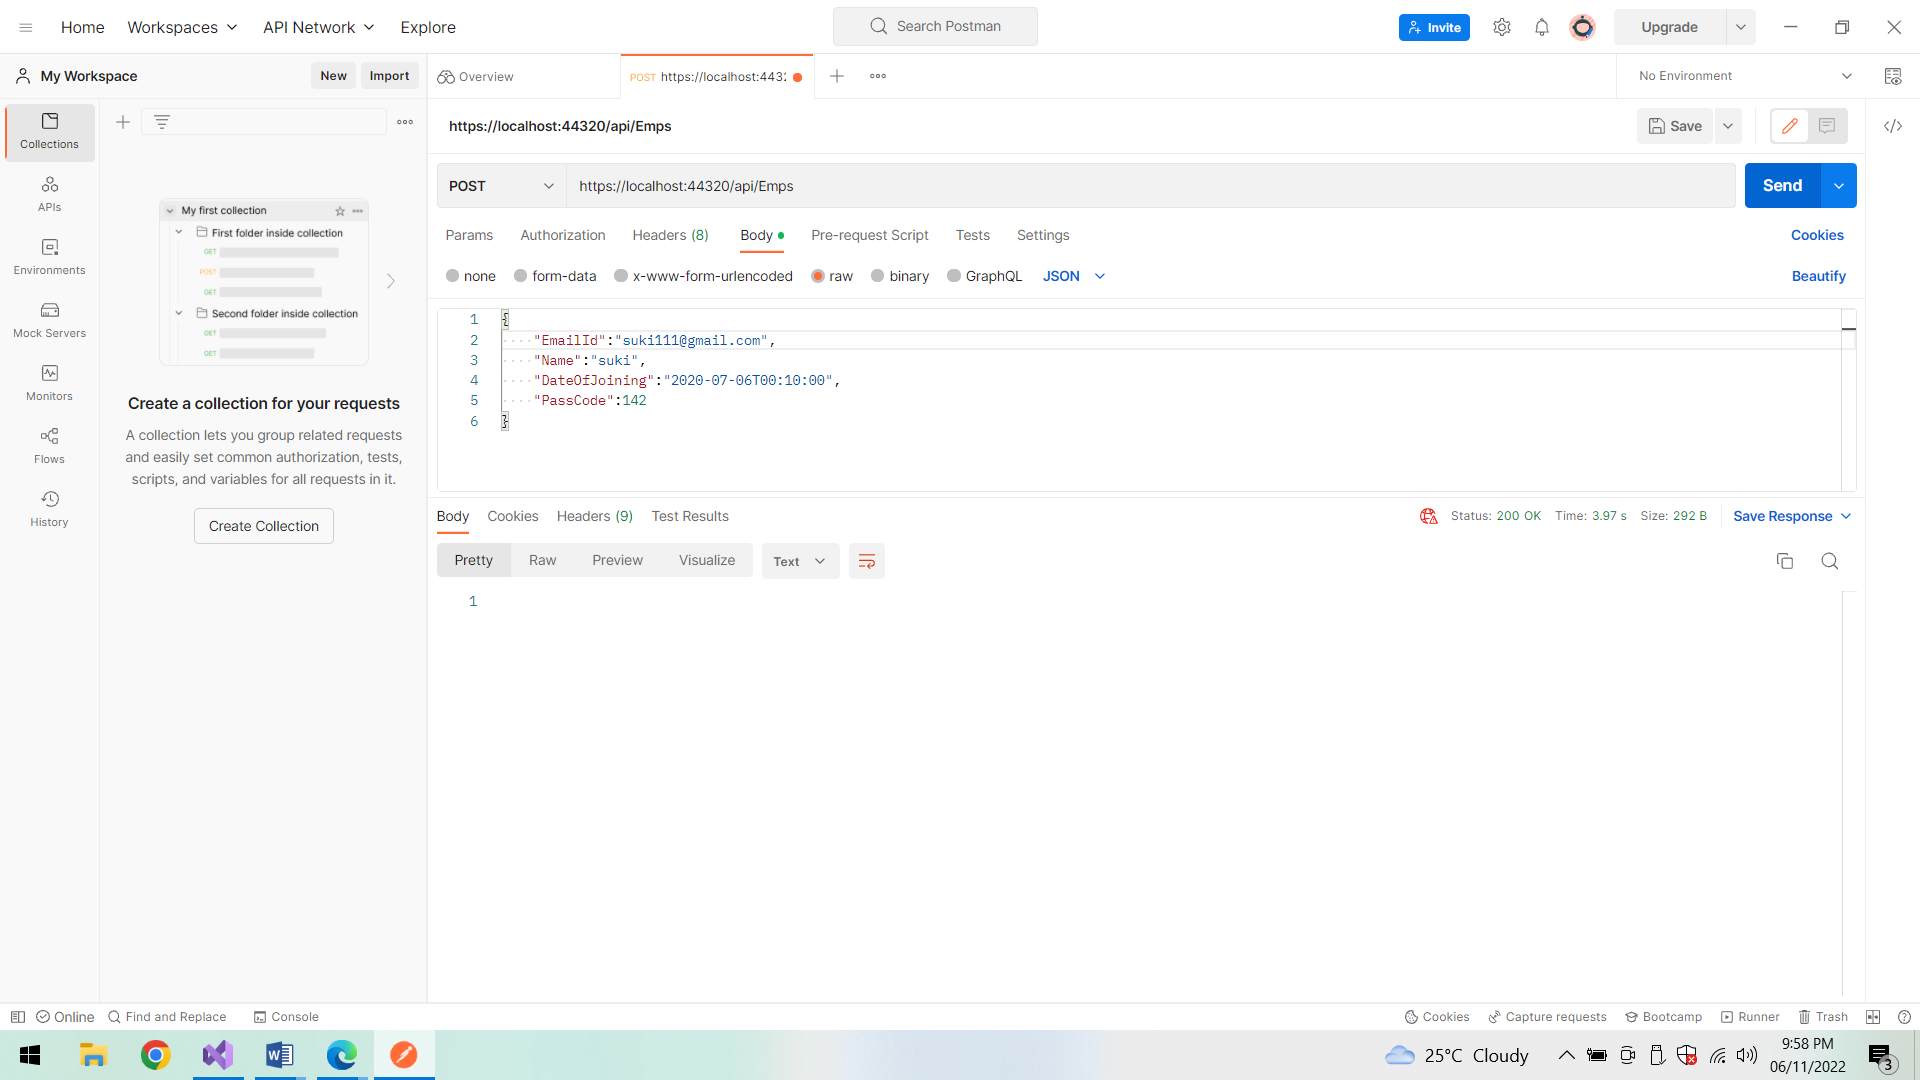 Home Workspaces API Network Explore Search Postman Invite Upgrade
My Workspace New Import Overview POST https://localhost:443 No Environment
Collections
APIs
Environments
Mock Servers
Monitors
Flows
History
My first collection
First folder inside collection
GET
POST
GET
Second folder inside collection
GET
GET
Create a collection for your requests
A collection lets you group related requests
and easily set common authorization, tests,
scripts, and variables for all requests in it.
Create Collection
https://localhost:44320/api/Emps Save
POST https://localhost:44320/api/Emps Send
Params Authorization Headers (8) Body Pre-request Script Tests Settings Cookies
none form-data x-www-form-urlencoded raw binary GraphQL JSON Beautify
1 {
2 "EmailId":"suki111@gmail.com",
3 "Name":"suki",
4 "DateOfJoining":"2020-07-06T00:10:00",
5 "PassCode":142
6 }
Body Cookies Headers (9) Test Results Status: 200 OK Time: 3.97 s Size: 292 B Save Response
Pretty Raw Preview Visualize Text
1
Online Find and Replace Console Cookies Capture requests Bootcamp Runner Trash
25°C Cloudy
9:58 PM
06/11/2022
3